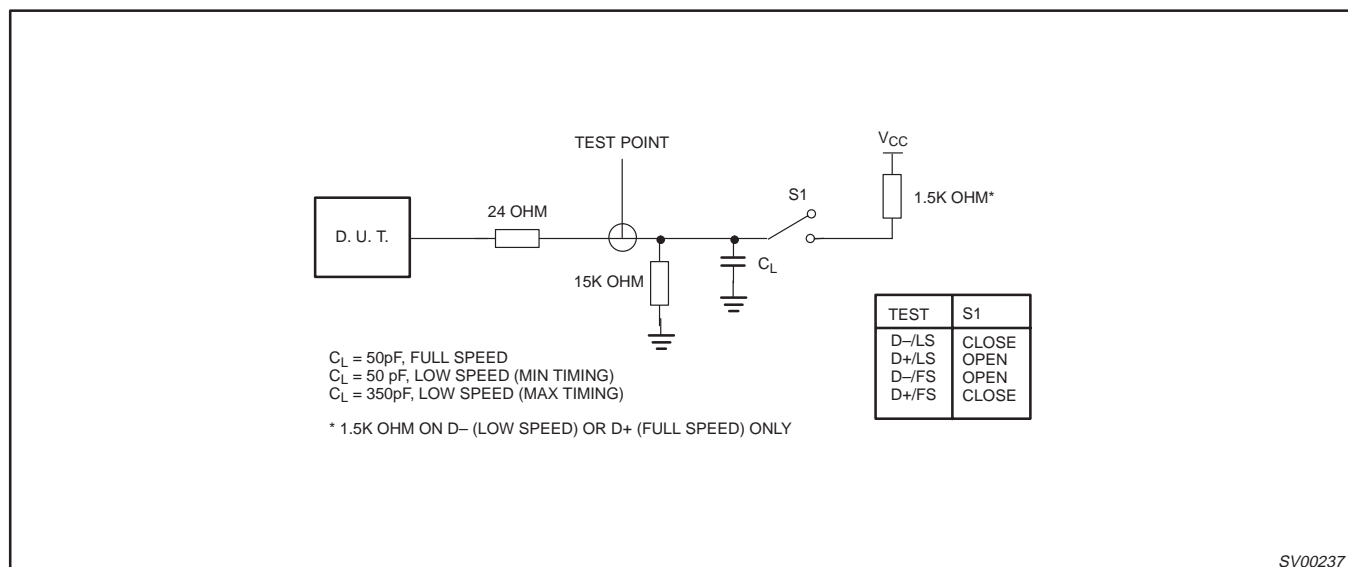 TEST POINT
VCC
S1
1.5K OHM*
24 OHM
D. U. T.
CL
15K OHM
TEST S1
D–/LS CLOSE
D+/LS OPEN
D–/FS OPEN
D+/FS CLOSE
CL = 50pF, FULL SPEED
CL = 50 pF, LOW SPEED (MIN TIMING)
CL = 350pF, LOW SPEED (MAX TIMING)
* 1.5K OHM ON D– (LOW SPEED) OR D+ (FULL SPEED) ONLY
SV00237